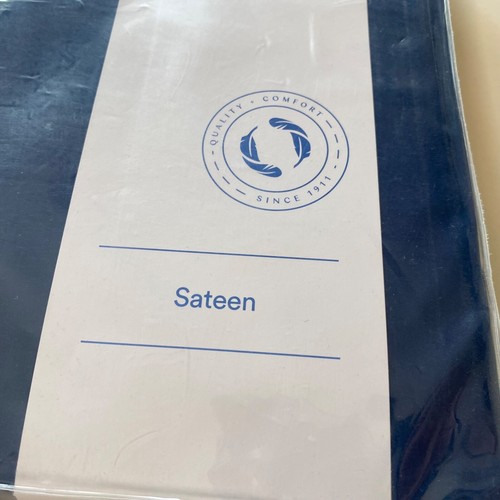 QUALITY • COMFORT
SINCE 1911
Sateen